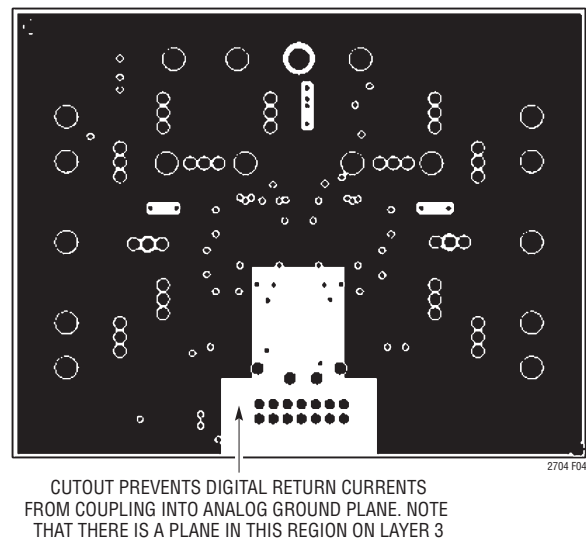 2704 F04
CUTOUT PREVENTS DIGITAL RETURN CURRENTS
FROM COUPLING INTO ANALOG GROUND PLANE. NOTE
THAT THERE IS A PLANE IN THIS REGION ON LAYER 3